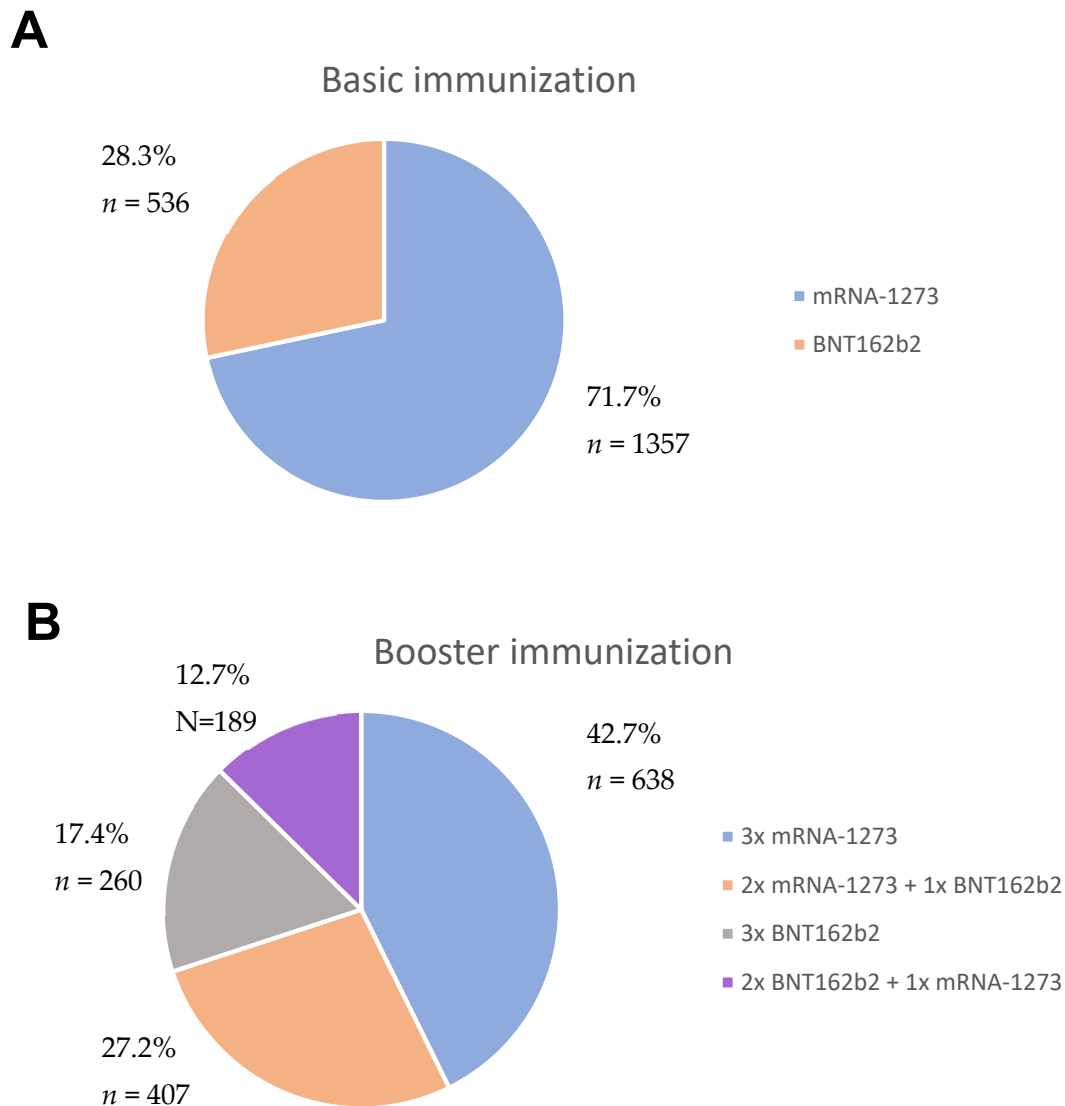 A
Basic immunization
28.3%
n = 536
mRNA-1273
BNT162b2
71.7%
n = 1357
B
Booster immunization
12.7%
N=189
42.7%
n = 638
17.4%
n = 260
3x mRNA-1273
2x mRNA-1273 + 1x BNT162b2
3x BNT162b2
2x BNT162b2 + 1x mRNA-1273
27.2%
n = 407